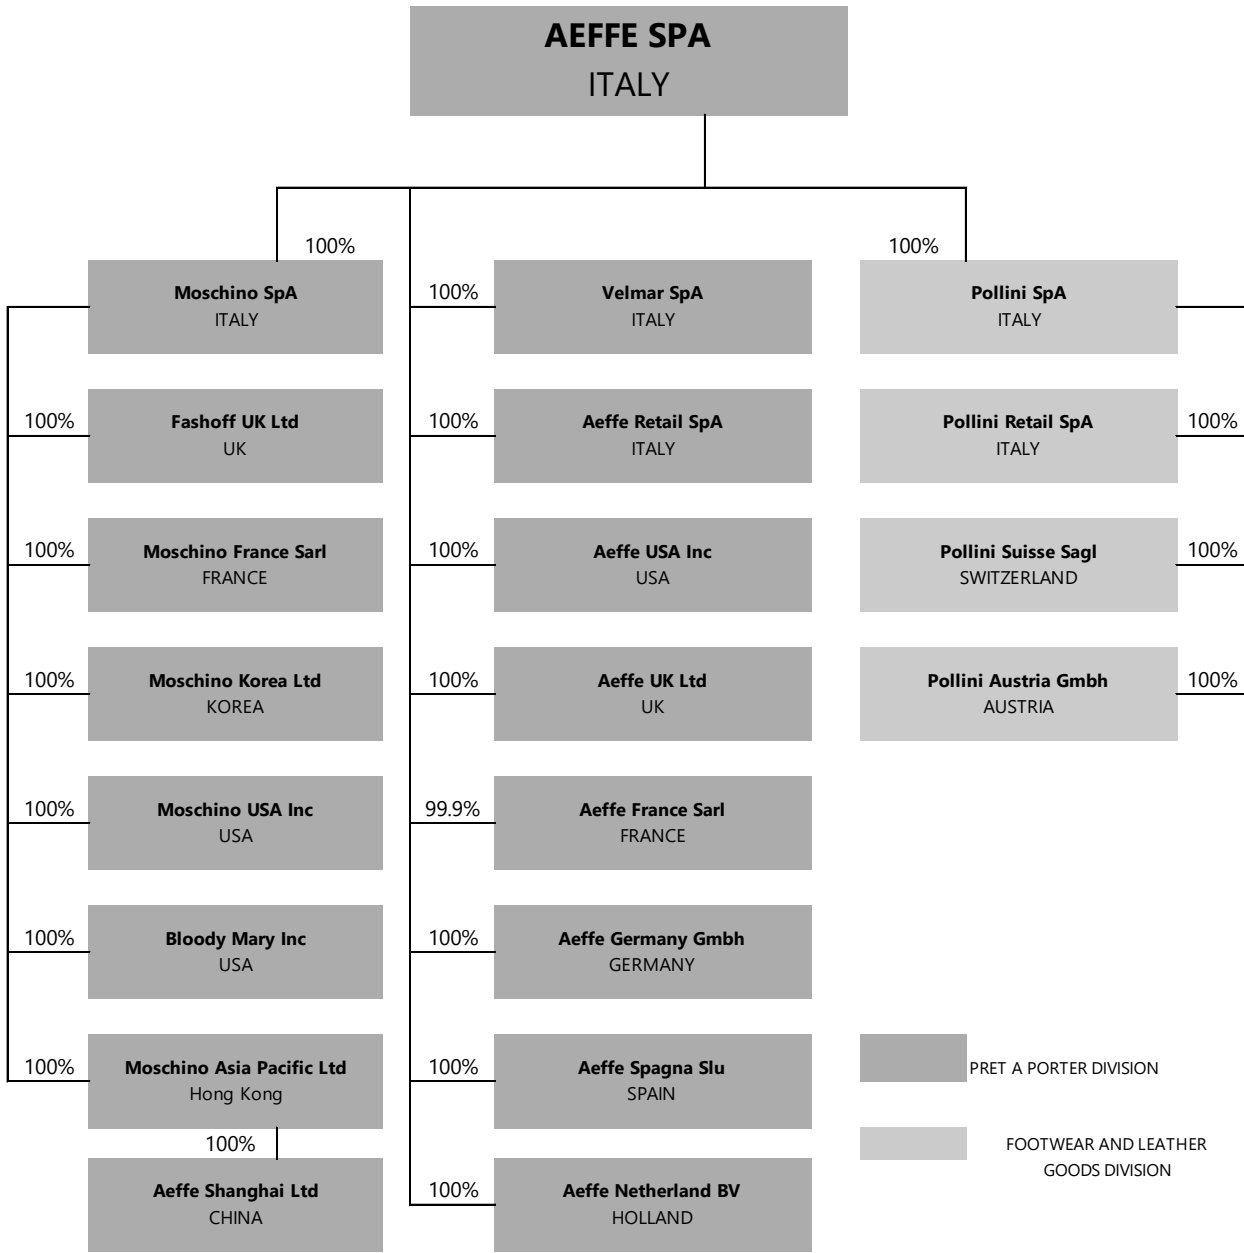 AEFFE SPA
ITALY
100%
100%
Moschino SpA
ITALY
100%
Velmar SpA
ITALY
Pollini SpA
ITALY
100%
Fashoff UK Ltd
UK
100%
Aeffe Retail SpA
ITALY
Pollini Retail SpA
ITALY
100%
100%
Moschino France Sarl
FRANCE
100%
Aeffe USA Inc
USA
Pollini Suisse Sagl
SWITZERLAND
100%
100%
Moschino Korea Ltd
KOREA
100%
Aeffe UK Ltd
UK
Pollini Austria Gmbh
AUSTRIA
100%
100%
Moschino USA Inc
USA
99.9%
Aeffe France Sarl
FRANCE
100%
Bloody Mary Inc
USA
100%
Aeffe Germany Gmbh
GERMANY
100%
Moschino Asia Pacific Ltd
Hong Kong
100%
Aeffe Spagna Slu
SPAIN
PRET A PORTER DIVISION
100%
Aeffe Shanghai Ltd
CHINA
100%
Aeffe Netherland BV
HOLLAND
FOOTWEAR AND LEATHER
GOODS DIVISION